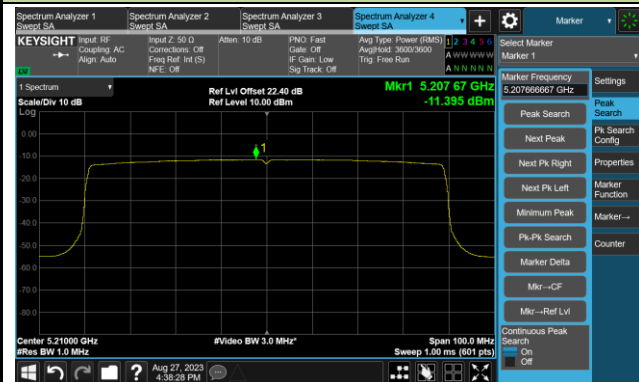 Spectrum Analyzer 1
Swept SA
Spectrum Analyzer 2
Swept SA
Spectrum Analyzer 3
Swept SA
Spectrum Analyzer 4
Swept SA
+
Marker
KEYSIGHT
Input: RF
Coupling: AC
Align: Auto
Input Z: 50 Ω
Corrections: Off
Freq Ref: Int (S)
NFE: Off
Atten: 10 dB
PNO: Fast
Gate: Off
IF Gain: Low
Sig Track: Off
Avg Type: Power (RMS)
Avg|Hold: 3600/3600
Trig: Free Run
1 2 3 4 5 6
A W W W W W
A N N N N N
LXI
Select Marker
Marker 1
1 Spectrum
Scale/Div 10 dB
Log
Ref Lvl Offset 22.40 dB
Ref Level 10.00 dBm
Mkr1 5.207 67 GHz
-11.395 dBm
1
0.00
-10.0
-20.0
-30.0
-40.0
-50.0
-60.0
-70.0
-80.0
Center 5.21000 GHz
#Res BW 1.0 MHz
#Video BW 3.0 MHz*
Span 100.0 MHz
Sweep 1.00 ms (601 pts)
Marker Frequency
5.207666667 GHz
Peak Search
Next Peak
Next Pk Right
Next Pk Left
Minimum Peak
Pk-Pk Search
Marker Delta
Mkr→CF
Mkr→Ref Lvl
Continuous Peak
Search
On
Off
Settings
Peak
Search
Pk Search
Config
Properties
Marker
Function
Marker→
Counter
?
Aug 27, 2023
4:38:28 PM